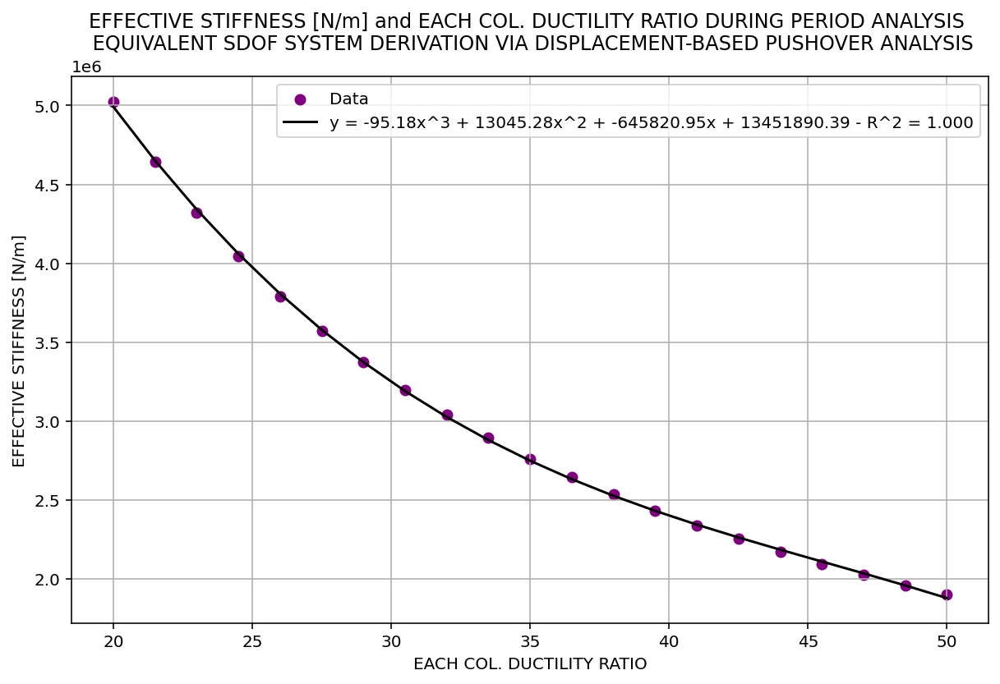 EFFECTIVE STIFFNESS [N/m] and EACH COL. DUCTILITY RATIO DURING PERIOD ANALYSIS
EQUIVALENT SDOF SYSTEM DERIVATION VIA DISPLACEMENT-BASED PUSHOVER ANALYSIS
1e6
Data
y = -95.18x^3 + 13045.28x^2 + -645820.95x + 13451890.39 - R^2 = 1.000
EFFECTIVE STIFFNESS [N/m]
5.0
4.5
4.0
3.5
3.0
2.5
2.0
20 25 30 35 40 45 50
EACH COL. DUCTILITY RATIO